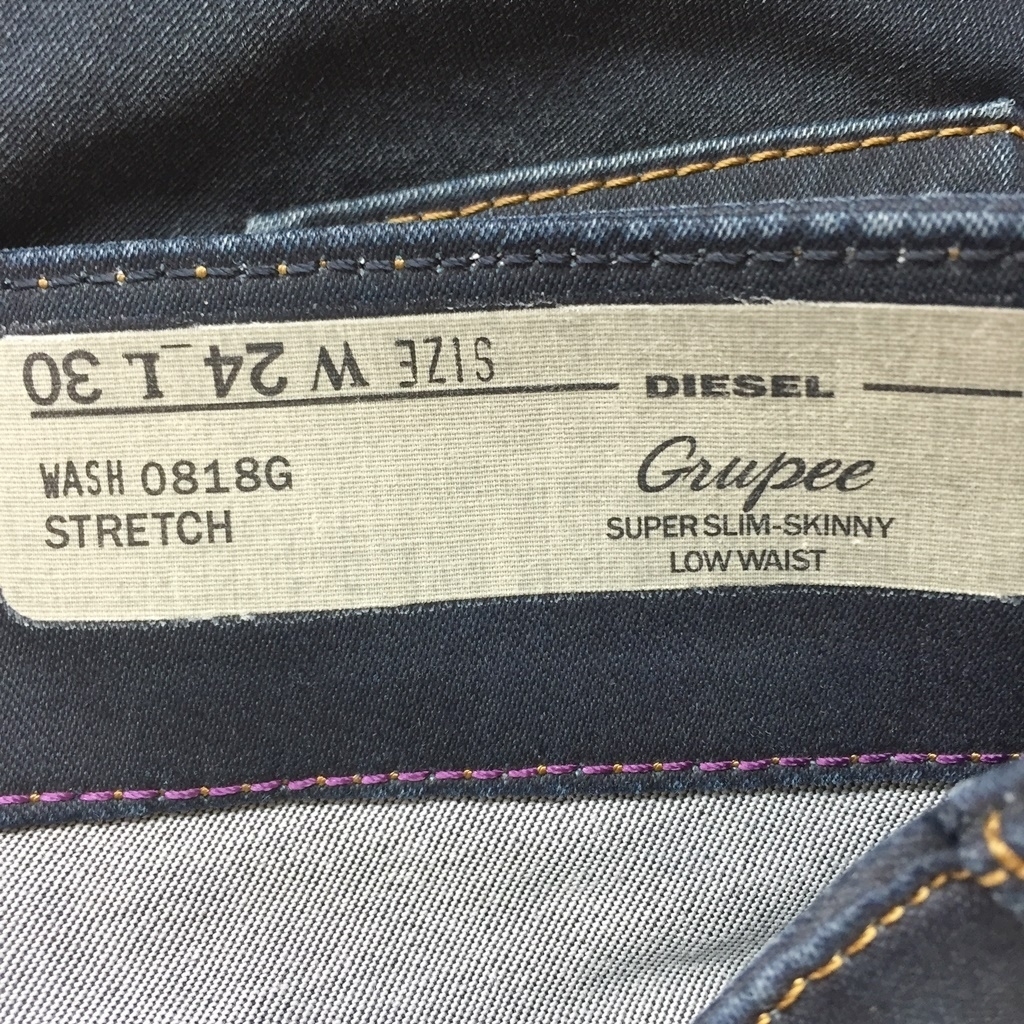 SIZE W 24 L 30
DIESEL
WASH 0818G
STRETCH
Grupee
SUPER SLIM-SKINNY
LOW WAIST